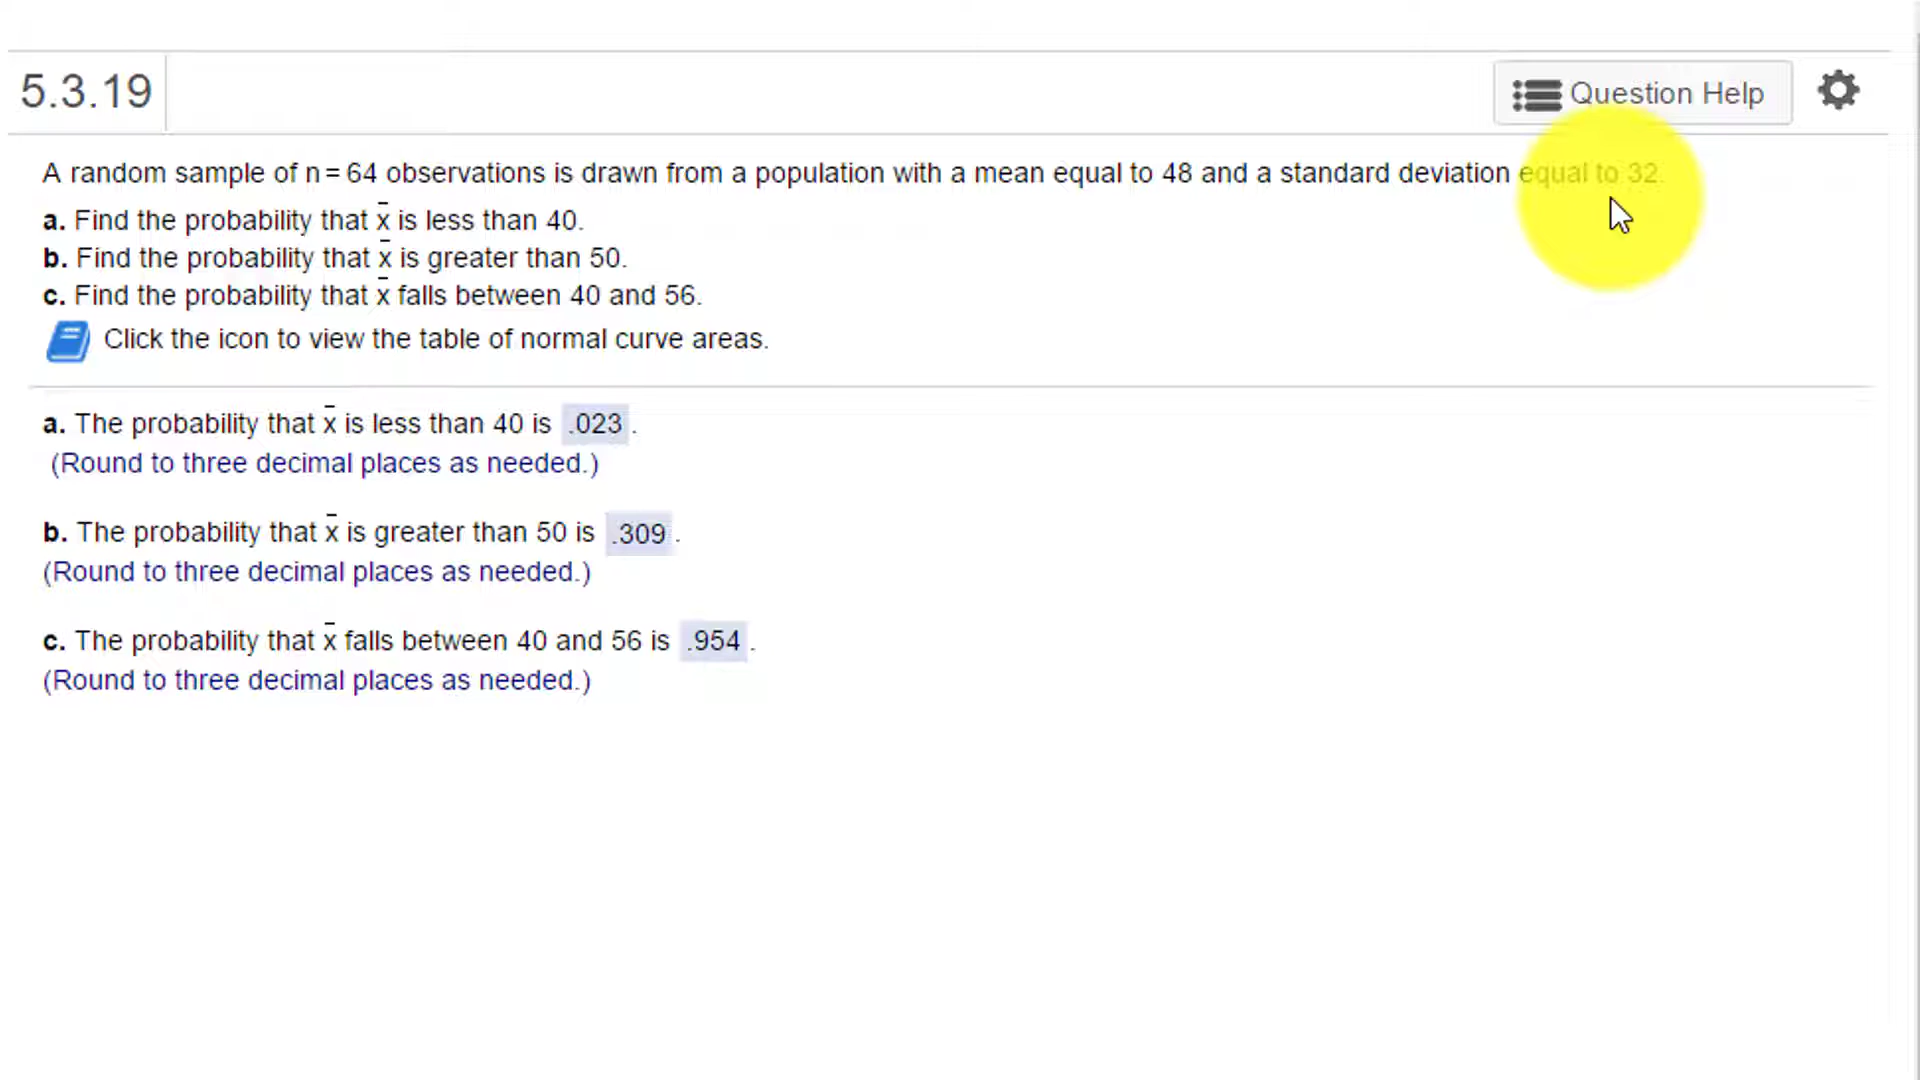 5.3.19
Question Help
A random sample of n = 64 observations is drawn from a population with a mean equal to 48 and a standard deviation equal to 32.
a. Find the probability that x̄ is less than 40.
b. Find the probability that x̄ is greater than 50.
c. Find the probability that x̄ falls between 40 and 56.
Click the icon to view the table of normal curve areas.
a. The probability that x̄ is less than 40 is .023 .
(Round to three decimal places as needed.)
b. The probability that x̄ is greater than 50 is .309 .
(Round to three decimal places as needed.)
c. The probability that x̄ falls between 40 and 56 is .954 .
(Round to three decimal places as needed.)